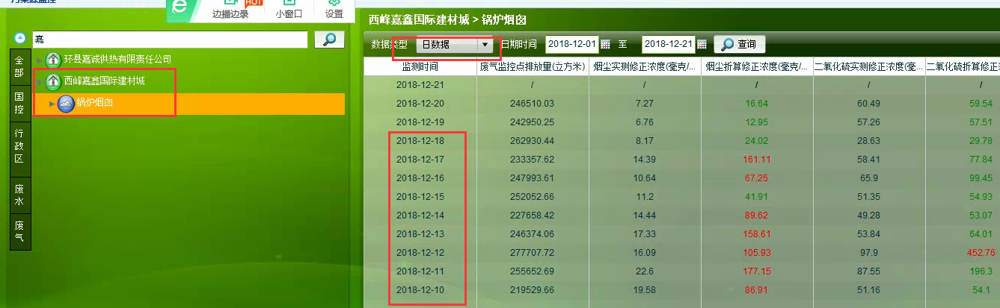 边播边录
HOT
小窗口
设置
嘉
全部
国控
行政区
废水
废气
环县嘉诚供热有限责任公司
西峰嘉鑫国际建材城
锅炉烟囱
西峰嘉鑫国际建材城 > 锅炉烟囱
数据类型 日数据 日期时间 2018-12-01 至 2018-12-21 查询
监测时间 废气监控点排放量(立方米) 烟尘实测修正浓度(毫克/... 烟尘折算修正浓度(毫克/... 二氧化硫实测修正浓度(毫... 二氧化硫折算修正
2018-12-21 / / / / /
2018-12-20 246510.03 7.27 16.64 60.49 59.54
2018-12-19 242950.25 6.76 12.95 57.26 57.51
2018-12-18 262930.44 8.17 24.02 28.63 29.78
2018-12-17 233357.62 14.39 161.11 58.41 77.84
2018-12-16 247993.61 10.64 67.25 65.9 99.45
2018-12-15 252052.66 11.2 41.91 51.35 54.93
2018-12-14 227658.42 14.44 89.62 49.28 53.07
2018-12-13 246374.06 17.33 158.61 53.84 64.01
2018-12-12 277707.72 16.09 105.93 97.9 452.76
2018-12-11 255652.69 22.6 177.15 87.55 196.3
2018-12-10 219529.66 19.58 86.91 51.16 54.1